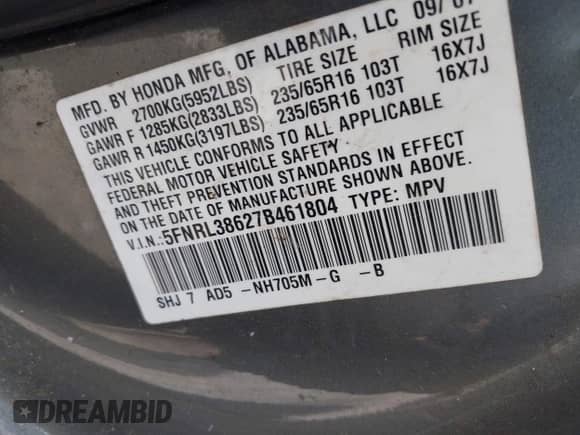 MFD. BY HONDA MFG. OF ALABAMA, LLC 09/07
GVWR 2700KG(5952LBS) TIRE SIZE RIM SIZE
GAWR F 1285KG(2833LBS) 235/65R16 103T 16X7J
GAWR R 1450KG(3197LBS) 235/65R16 103T 16X7J
THIS VEHICLE CONFORMS TO ALL APPLICABLE
FEDERAL MOTOR VEHICLE SAFETY
AND THEFT PREVENTION STANDARDS IN EFFECT
ON THE DATE OF MANUFACTURE SHOWN ABOVE.
V.I.N.:5FNRL38627B461804 TYPE: MPV
SHJ 7 AD5 -NH705M-G -B
DREAMBID